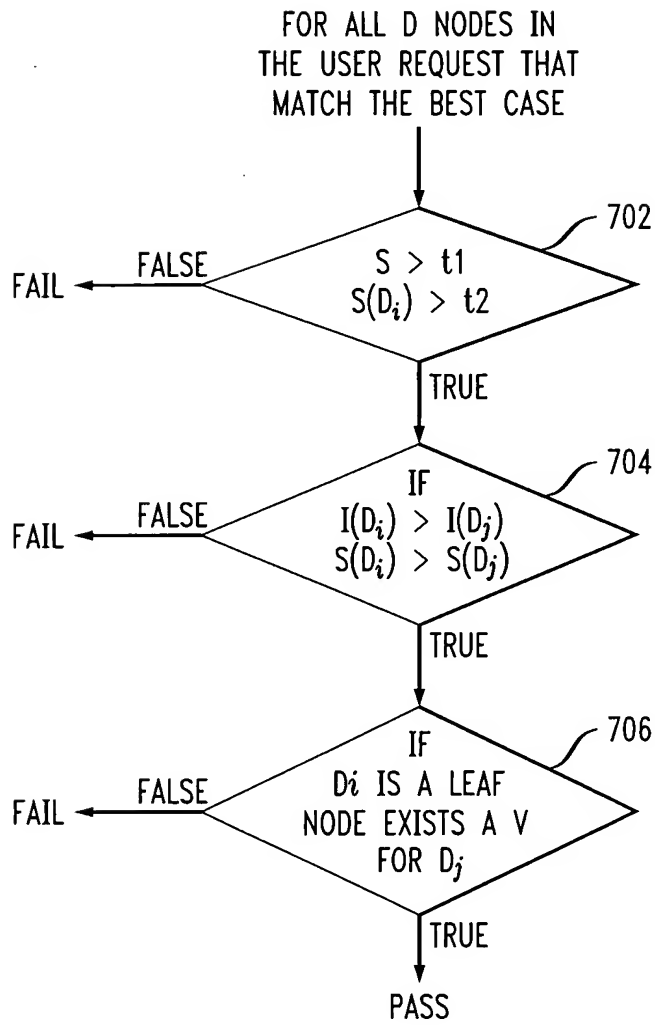 FOR ALL D NODES IN
THE USER REQUEST THAT
MATCH THE BEST CASE
702
FALSE
S > t1
FAIL
S(Di) > t2
TRUE
704
IF
FALSE
I(Di) > I(Dj)
FAIL
S(Di) > S(Dj)
TRUE
706
IF
FALSE
Di IS A LEAF
FAIL
NODE EXISTS A V
FOR Dj
TRUE
PASS